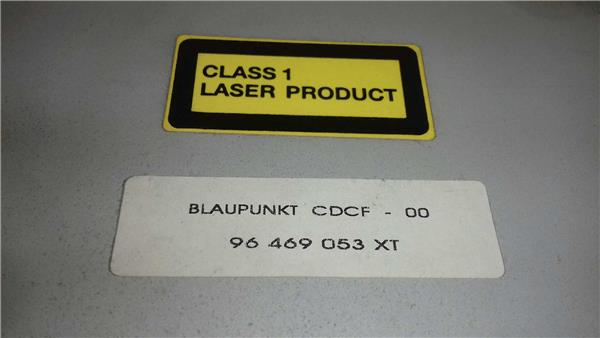 CLASS 1
LASER PRODUCT
BLAUPUNKT CDCF - 00
96 469 053 XT